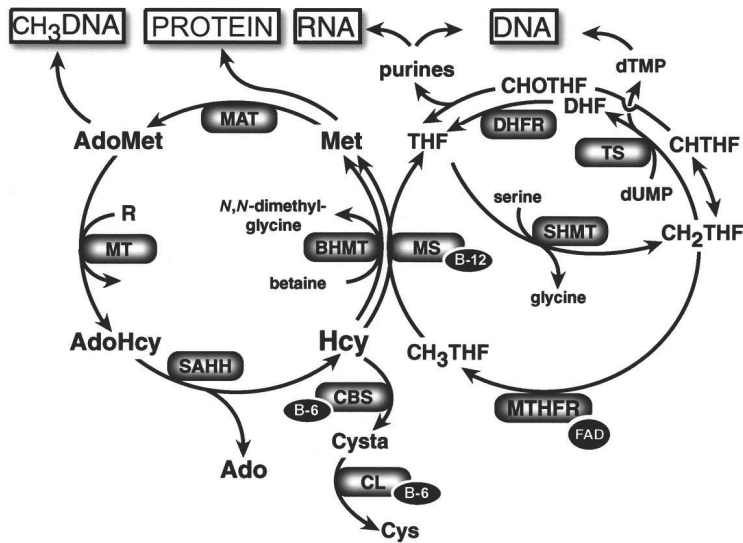 CH3DNA
PROTEIN
RNA
DNA
purines
dTMP
CHOTHF
DHF
AdoMet
MAT
Met
THF
DHFR
TS
CHTHF
R
N,N-dimethyl-
glycine
serine
dUMP
MT
BHMT
MS
B-12
SHMT
CH2THF
betaine
glycine
AdoHcy
Hcy
CH3THF
SAHH
CBS
B-6
MTHFR
FAD
Ado
Cysta
CL
B-6
Cys